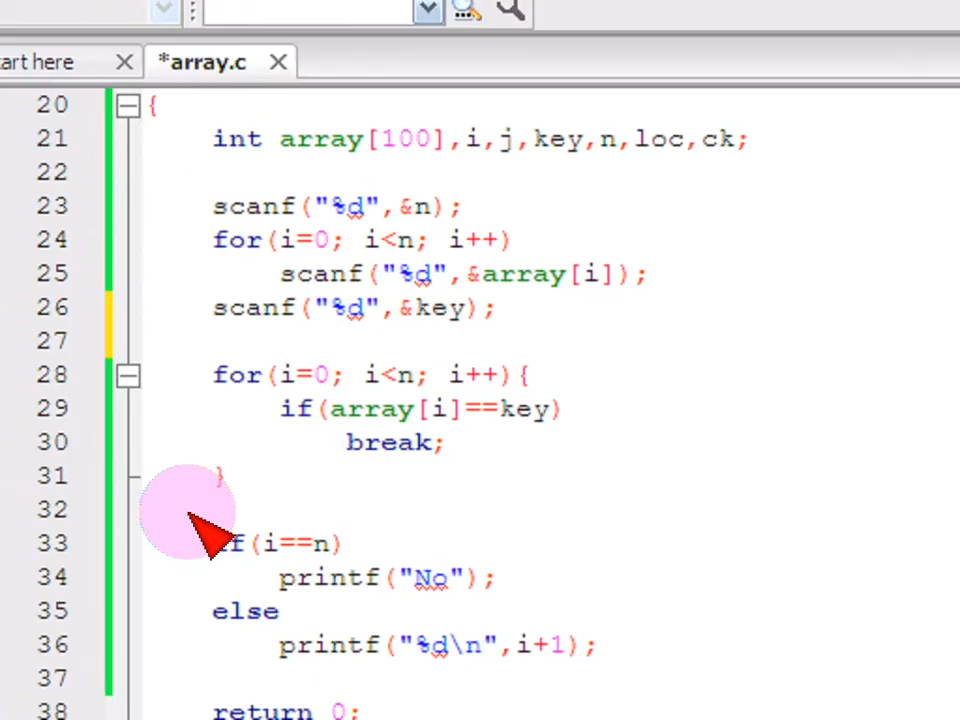 art here *array.c
20 {
21 int array[100],i,j,key,n,loc,ck;
22
23 scanf("%d",&n);
24 for(i=0; i<n; i++)
25 scanf("%d",&array[i]);
26 scanf("%d",&key);
27
28 for(i=0; i<n; i++){
29 if(array[i]==key)
30 break;
31 }
32
33 if(i==n)
34 printf("No");
35 else
36 printf("%d\n",i+1);
37
38 return 0;